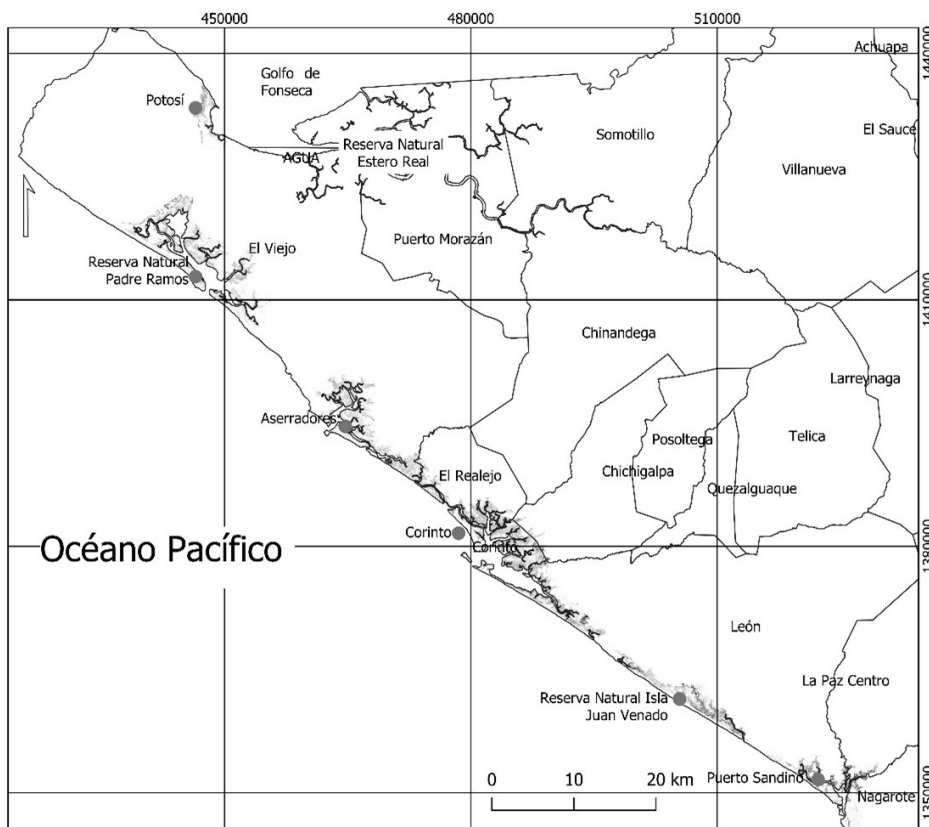 450000
480000
510000
1440000
Achuapa
Golfo de
Fonseca
Potosí
El Sauce
Somotillo
Reserva Natural
Estero Real
AGUA
Villanueva
Puerto Morazán
El Viejo
Reserva Natural
Padre Ramos
1410000
Chinandega
Larreynaga
Aserradores
Posoltega
Telica
El Realejo
Chichigalpa
Quezalguaque
Corinto
Corinto
Océano Pacífico
1380000
León
La Paz Centro
Reserva Natural Isla
Juan Venado
Puerto Sandino
0 10 20 km
Nagarote
1350000